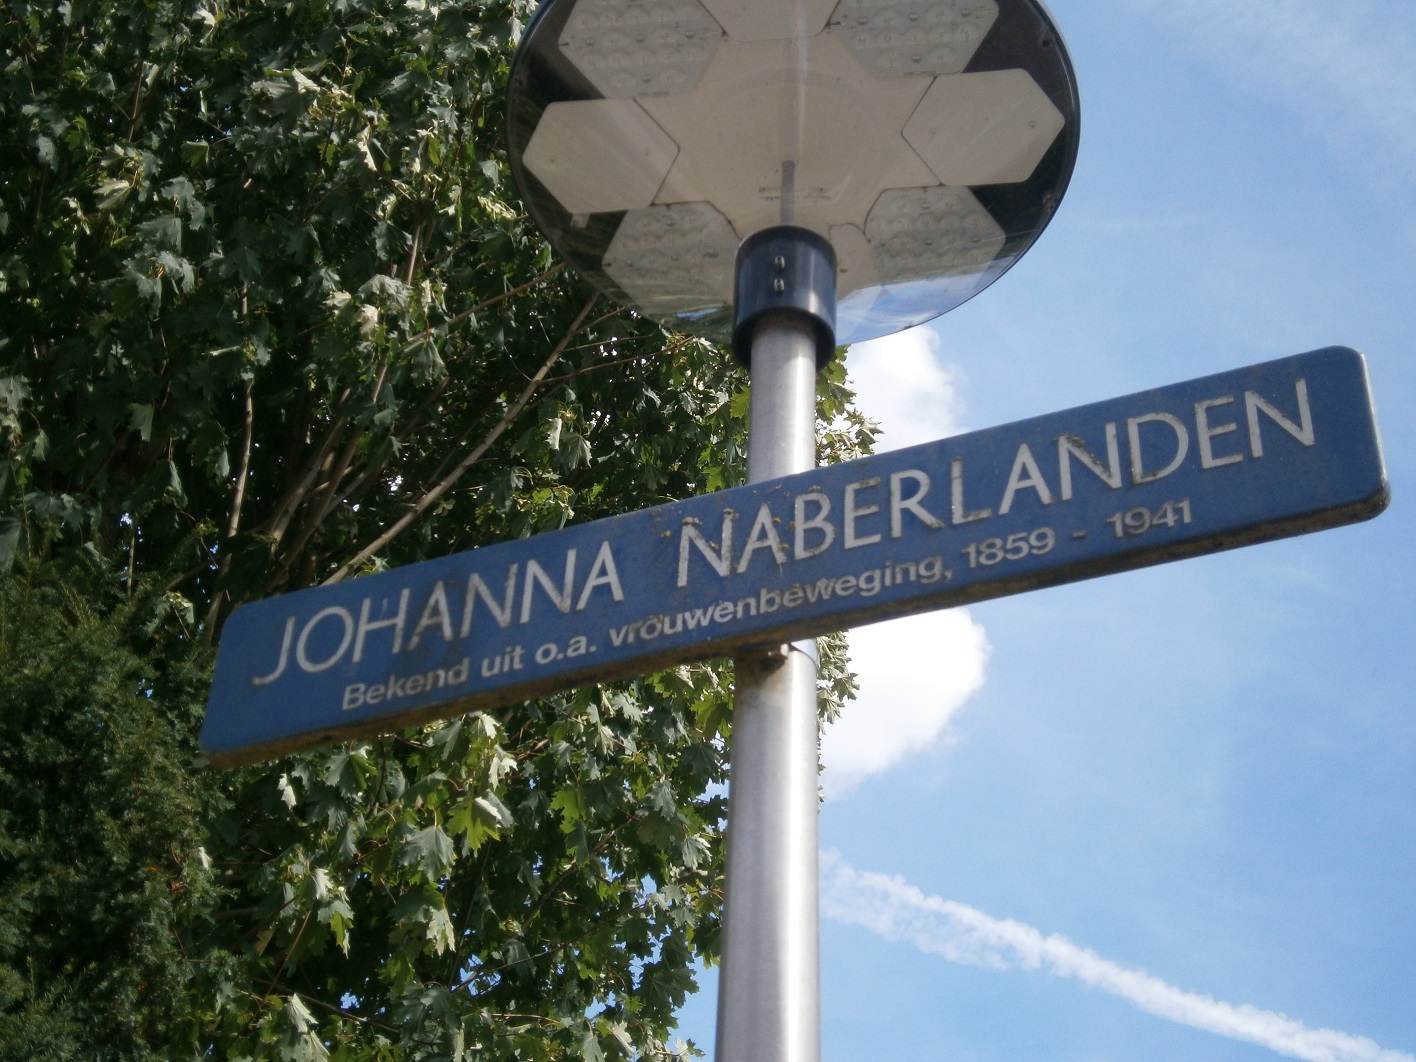 JOHANNA NABERLANDEN
Bekend uit o.a. vrouwenbeweging, 1859 - 1941